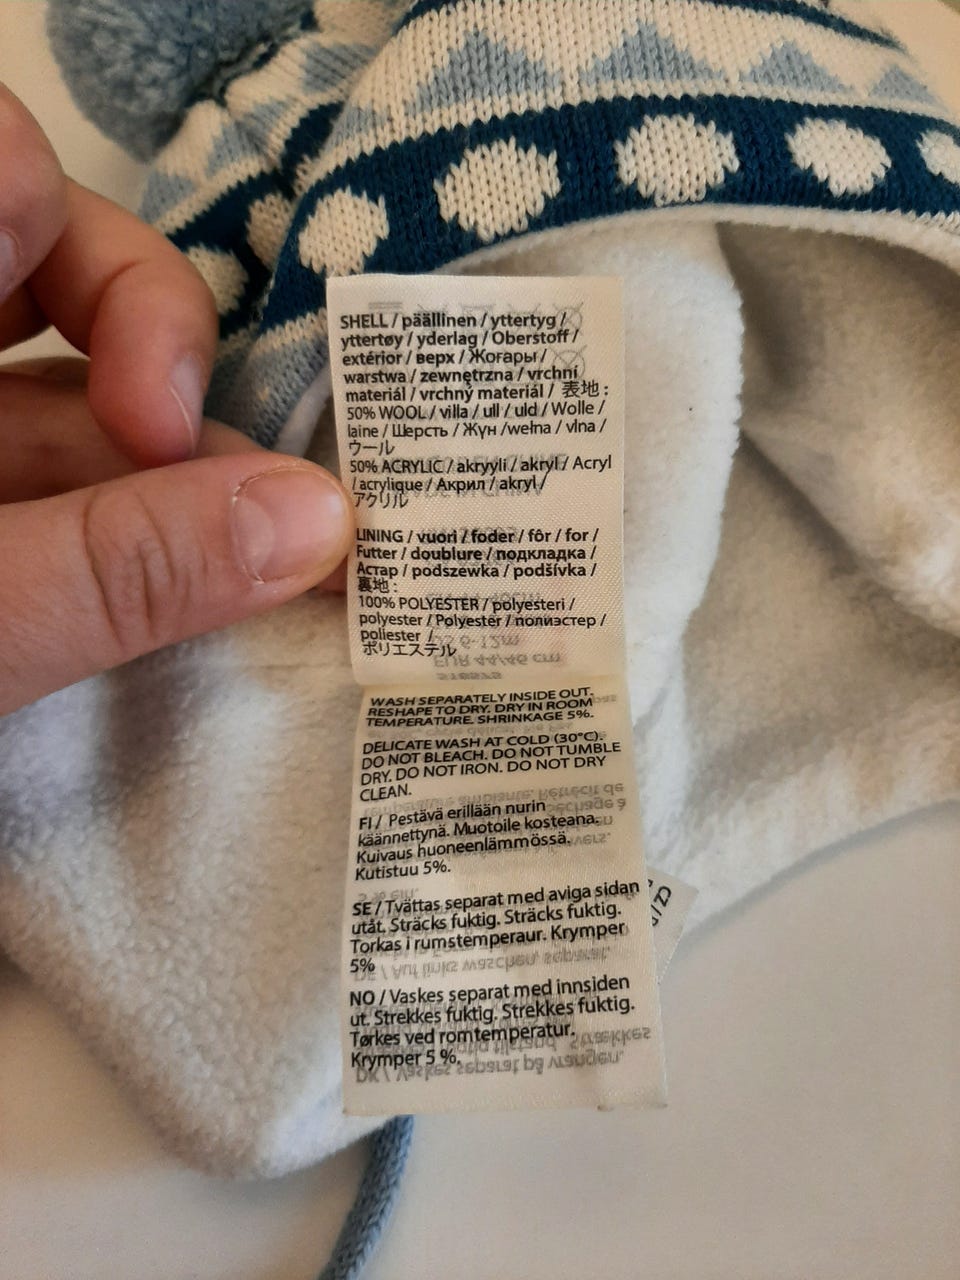 SHELL / päällinen / yttertyg /
yttertøy / yderlag / Oberstoff /
extérior / верх / Жоғары /
warstwa / zewnętrzna / vrchní
materiál / vrchný materiál / 表地 :
50% WOOL / villa / ull / uld / Wolle /
laine / Шерсть / Жүн /wełna / vlna /
ウール
50% ACRYLIC / akryyli / akryl / Acryl
/ acrylique / Акрил / akryl /
アクリル
LINING / vuori / foder / fôr / for /
Futter / doublure / подкладка /
Астар / podszewka / podšívka /
裏地 :
100% POLYESTER / polyesteri /
polyester / Polyester / полиэстер /
poliester /
ポリエステル
WASH SEPARATELY INSIDE OUT.
RESHAPE TO DRY. DRY IN ROOM
TEMPERATURE. SHRINKAGE 5%.
DELICATE WASH AT COLD (30°C).
DO NOT BLEACH. DO NOT TUMBLE
DRY. DO NOT IRON. DO NOT DRY
CLEAN.
FI / Pestävä erillään nurin
käännettynä. Muotoile kosteana.
Kuivaus huoneenlämmössä.
Kutistuu 5%.
SE / Tvättas separat med aviga sidan
utåt. Sträcks fuktig. Sträcks fuktig.
Torkas i rumstemperaur. Krymper
5%
NO / Vaskes separat med innsiden
ut. Strekkes fuktig. Strekkes fuktig.
Tørkes ved romtemperatur.
Krymper 5 %.